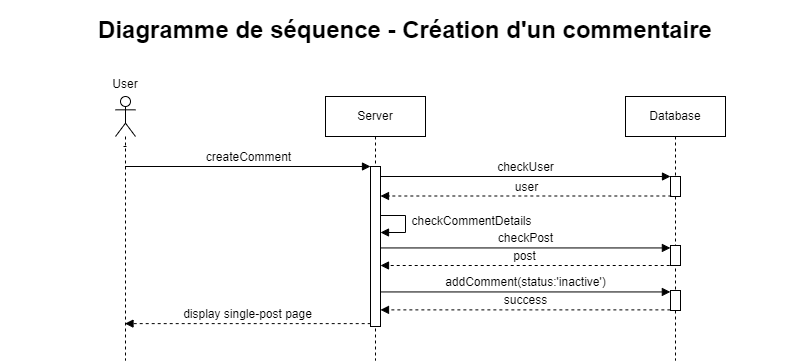 Diagramme de séquence - Création d'un commentaire
User
Server
Database
createComment
checkUser
user
checkCommentDetails
checkPost
post
addComment(status:'inactive')
success
display single-post page